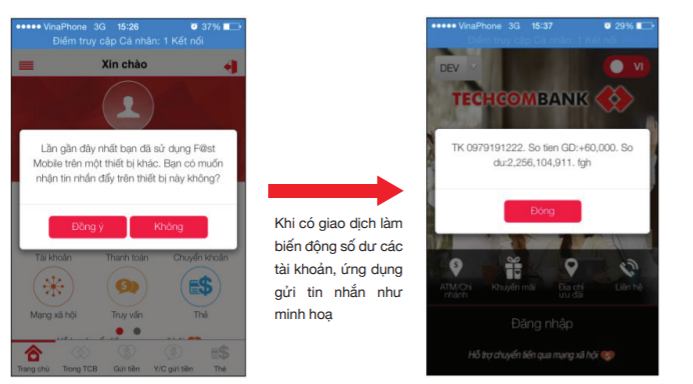 VinaPhone 3G 15:26 37%
Điểm truy cập Cá nhân: 1 Kết nối
Xin chào
Lần gần đây nhất bạn đã sử dụng F@st
Mobile trên một thiết bị khác. Bạn có muốn
nhận tin nhắn đẩy trên thiết bị này không?
Đồng ý Không
Tài khoản Thanh toán Chuyển khoản
Mạng xã hội Truy vấn Thẻ
Trang chủ Trong TCB Gửi tiền Y/C gửi tiền Thẻ
Khi có giao dịch làm
biến động số dư các
tài khoản, ứng dụng
gửi tin nhắn như
minh hoạ
VinaPhone 3G 15:37 29%
Điểm truy cập Cá nhân: 1 Kết nối
DEV VI
TECHCOMBANK
TK 0979191222. So tien GD:+60,000. So
du:2,256,104,911. fgh
Đóng
ATM/Chi
nhánh
Khuyến mãi
Địa chỉ
ưu đãi
Liên hệ
Đăng nhập
Hỗ trợ chuyển tiền qua mạng xã hội